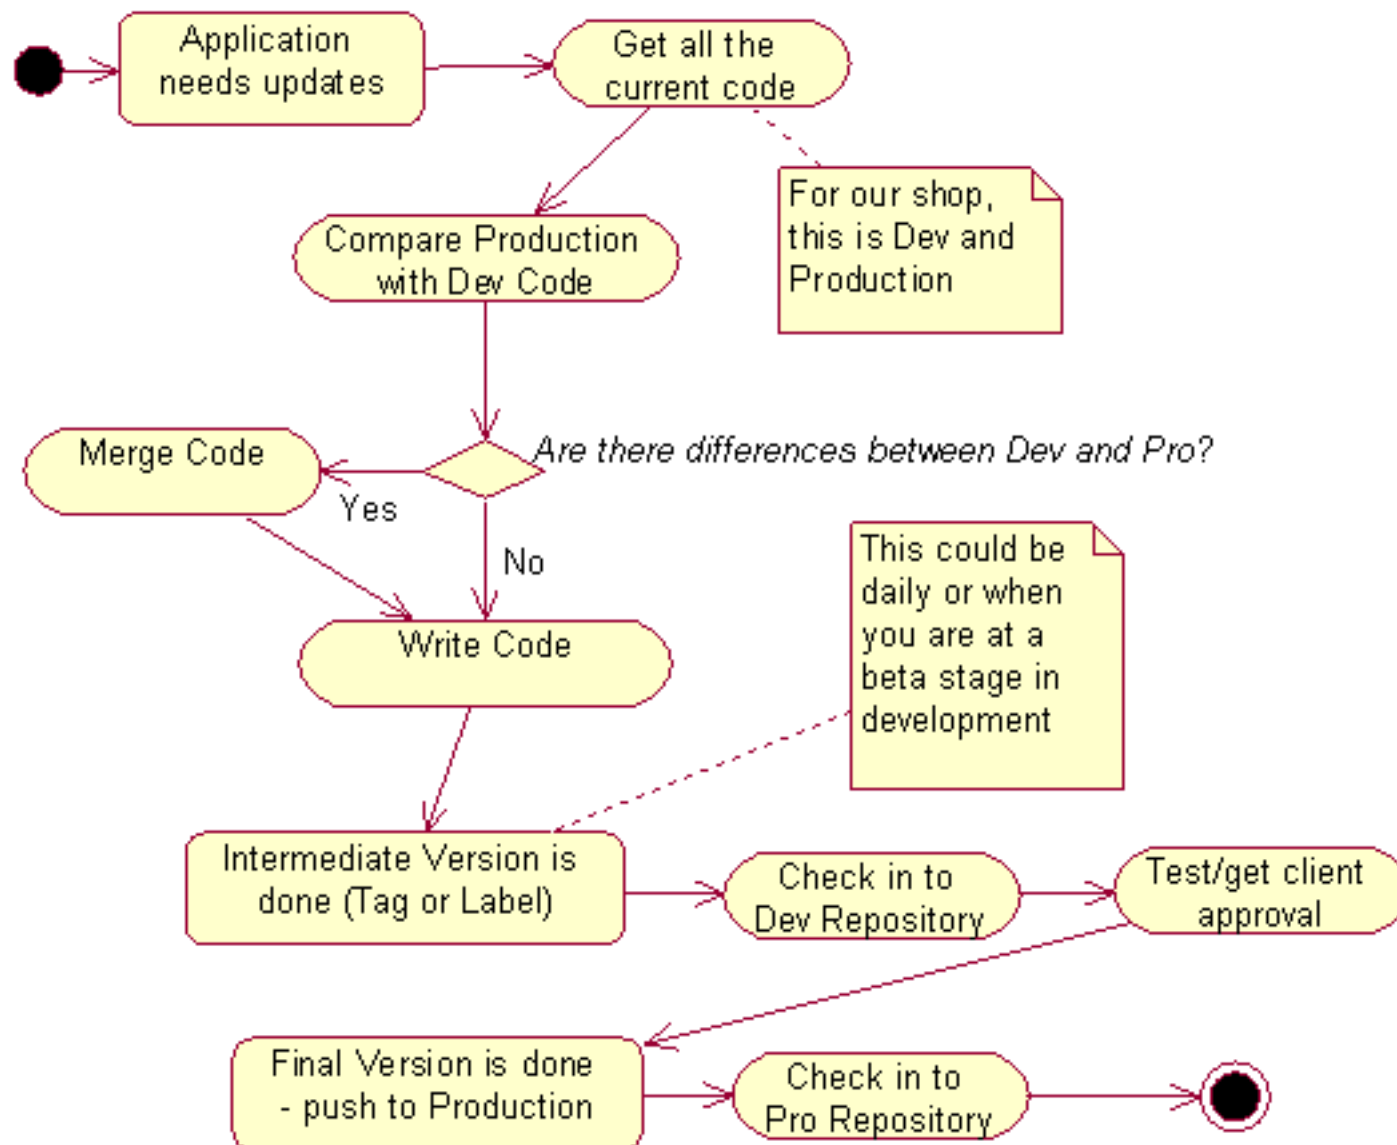 Application
needs updates
Get all the
current code
For our shop,
this is Dev and
Production
Compare Production
with Dev Code
Are there differences between Dev and Pro?
Merge Code
Yes
No
This could be
daily or when
you are at a
beta stage in
development
Write Code
Intermediate Version is
done (Tag or Label)
Check in to
Dev Repository
Test/get client
approval
Final Version is done
- push to Production
Check in to
Pro Repository